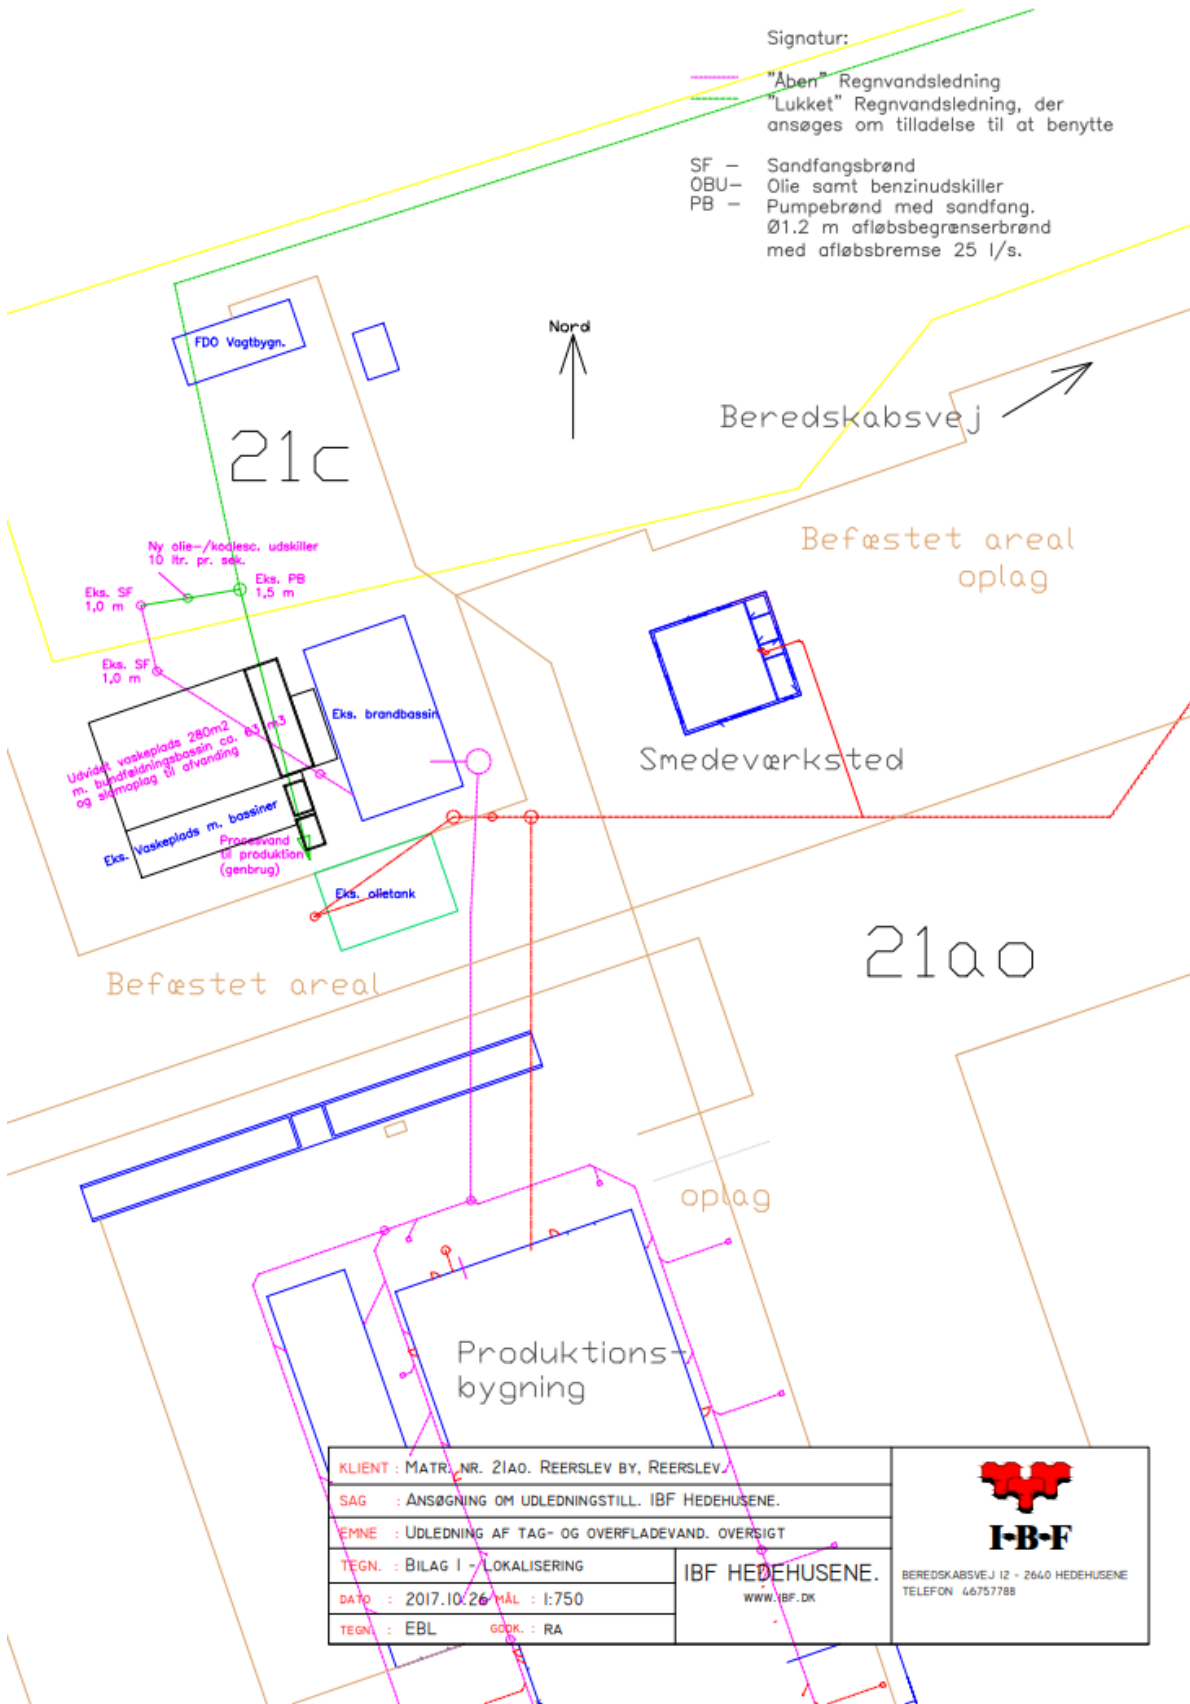 Signatur:
"Åben" Regnvandsledning
"Lukket" Regnvandsledning, der
ansøges om tilladelse til at benytte
SF - Sandfangsbrønd
OBU- Olie samt benzinudskiller
PB - Pumpebrønd med sandfang.
Ø1.2 m afløbsbegrænserbrønd
med afløbsbremse 25 l/s.
FDO Vagtbygn.
Nord
Beredskabsvej
21c
Befæstet areal
oplag
Ny olie-/koalesc. udskiller
10 ltr. pr. sek.
Eks. SF
1,0 m
Eks. PB
1,5 m
Eks. SF
1,0 m
Eks. brandbassin
Udvidet vaskeplads 280m2
m. bundfældningsbassin ca. 63 m3
og slamoplag til afvanding
Smedeværksted
Eks. Vaskeplads m. bassiner
Procesvand
til produktion
(genbrug)
Eks. olietank
21ao
Befæstet areal
oplag
Produktions-
bygning
KLIENT : MATR. NR. 21AO. REERSLEV BY, REERSLEV.
SAG : ANSØGNING OM UDLEDNINGSTILL. IBF HEDEHUSENE.
EMNE : UDLEDNING AF TAG- OG OVERFLADEVAND. OVERSIGT
TEGN. : BILAG 1 - LOKALISERING
DATO : 2017.10.26 MÅL : 1:750
TEGN. : EBL GODK. : RA
IBF HEDEHUSENE.
WWW.IBF.DK
I-B-F
BEREDSKABSVEJ 12 - 2640 HEDEHUSENE
TELEFON 46757788